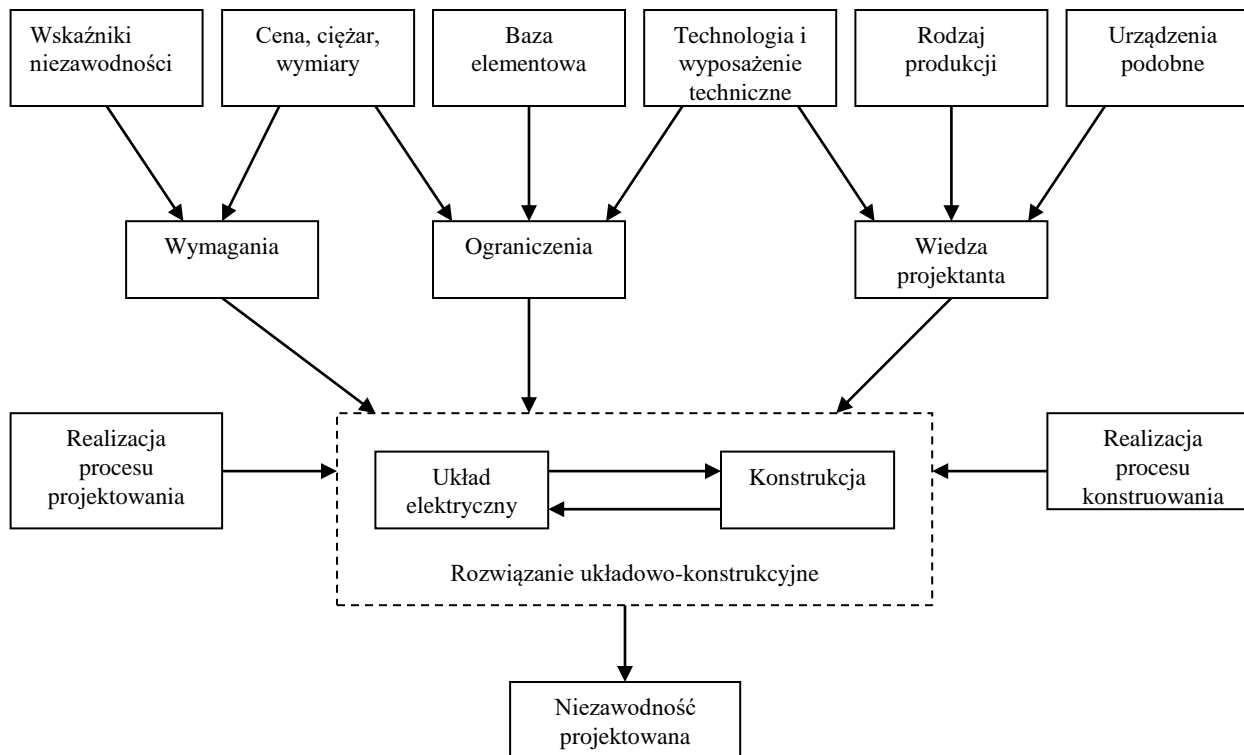 Wskaźniki
niezawodności
Cena, ciężar,
wymiary
Baza
elementowa
Technologia i
wyposażenie
techniczne
Rodzaj
produkcji
Urządzenia
podobne
Wymagania
Ograniczenia
Wiedza
projektanta
Realizacja
procesu
projektowania
Układ
elektryczny
Konstrukcja
Realizacja
procesu
konstruowania
Rozwiązanie układowo-konstrukcyjne
Niezawodność
projektowana